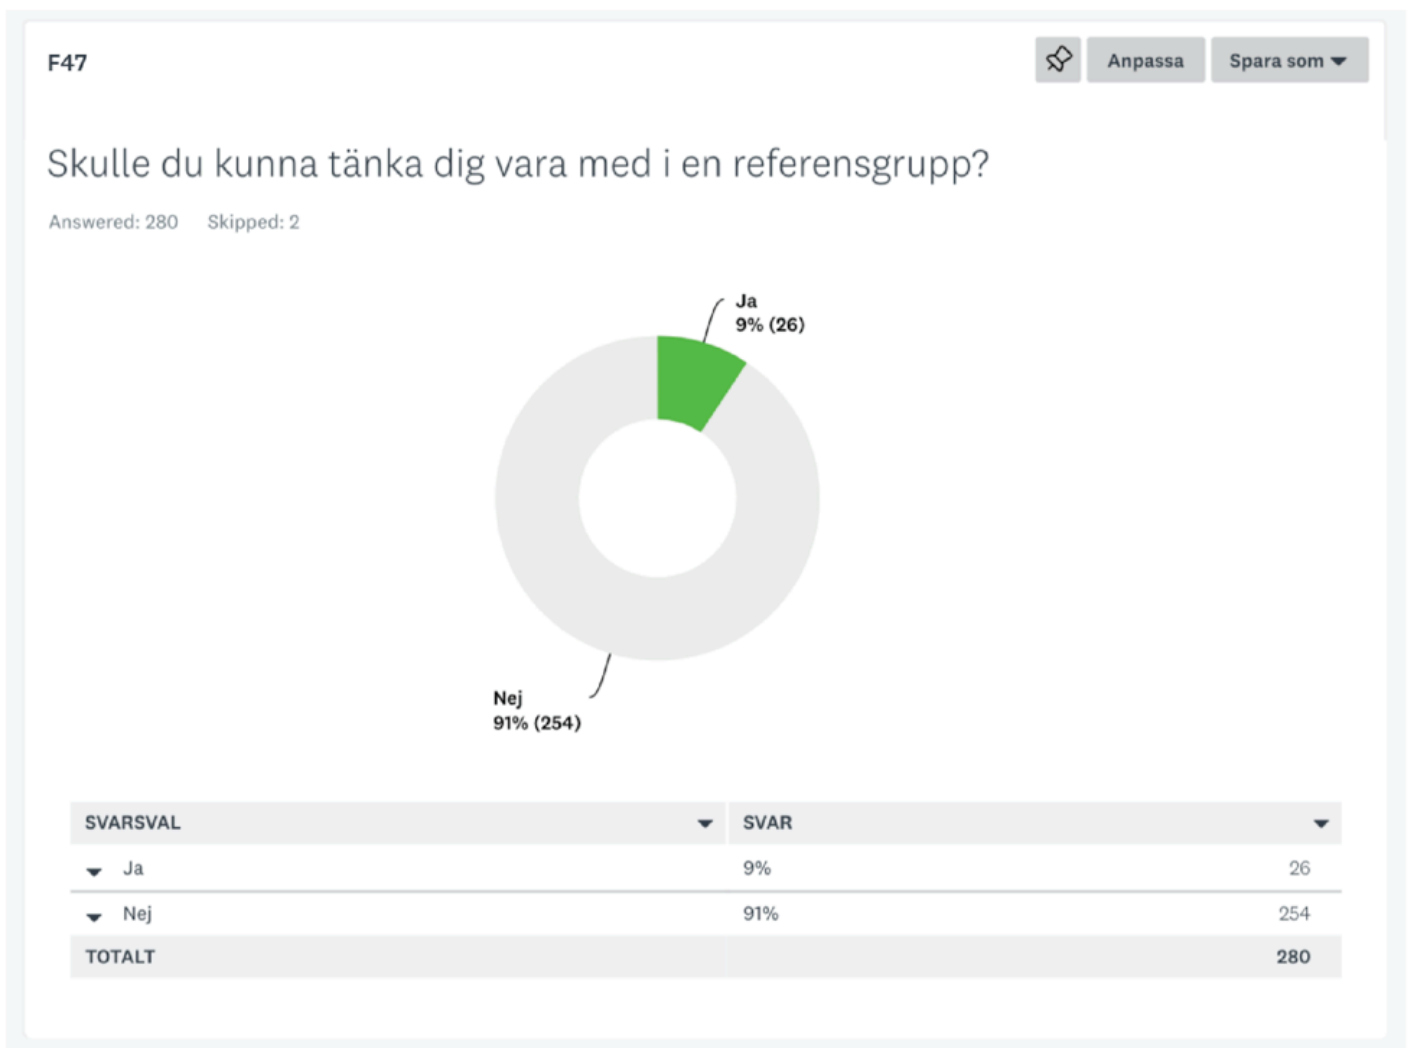 F47
Anpassa
Spara som
Skulle du kunna tänka dig vara med i en referensgrupp?
Answered: 280 Skipped: 2
Ja
9% (26)
Nej
91% (254)
SVARSVAL SVAR
Ja 9% 26
Nej 91% 254
TOTALT 280